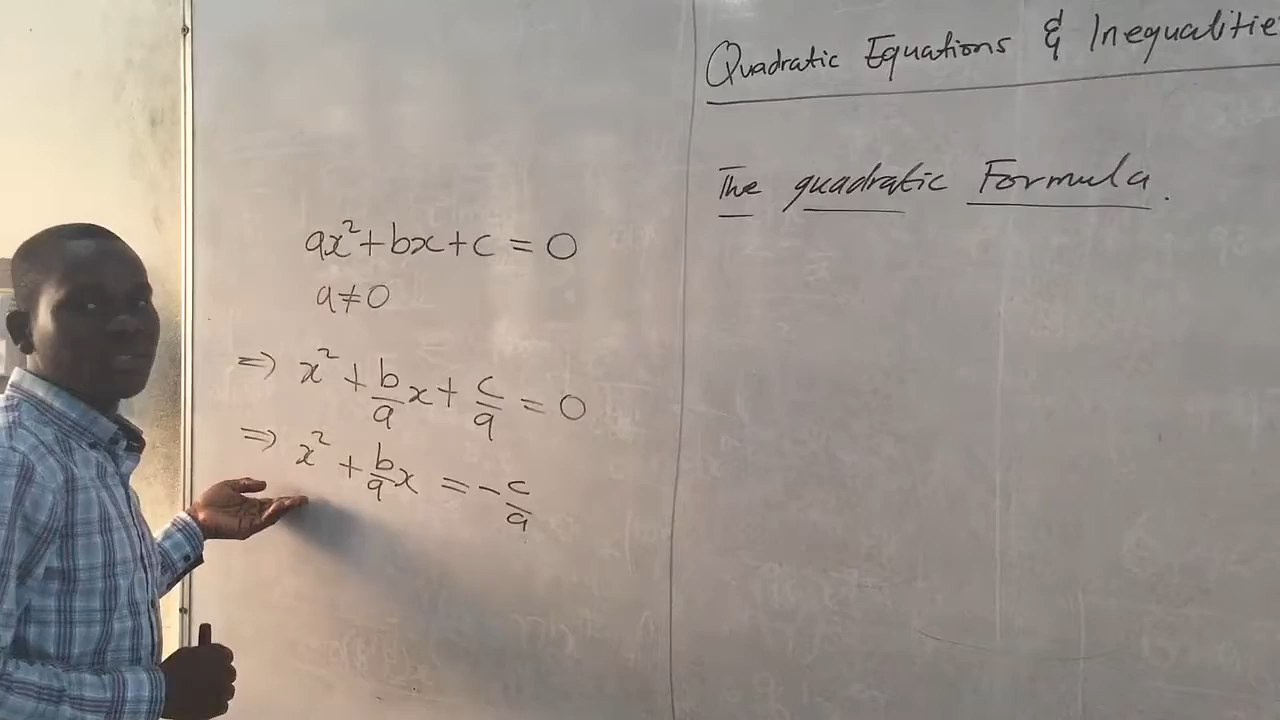 Quadratic Equations & Inequalitie
The quadratic Formula.
ax² + bx + c = 0
a ≠ 0
⇒ x² + b/a x + c/a = 0
⇒ x² + b/a x = - c/a